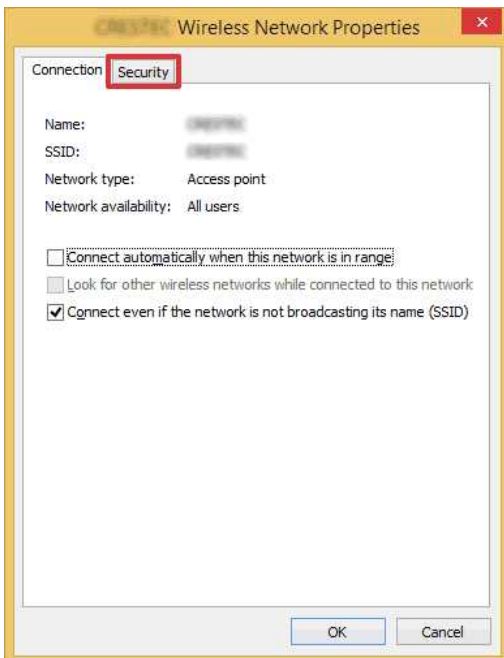 Wireless Network Properties
Connection
Security
Name:
SSID:
Network type: Access point
Network availability: All users
Connect automatically when this network is in range
Look for other wireless networks while connected to this network
Connect even if the network is not broadcasting its name (SSID)
OK
Cancel